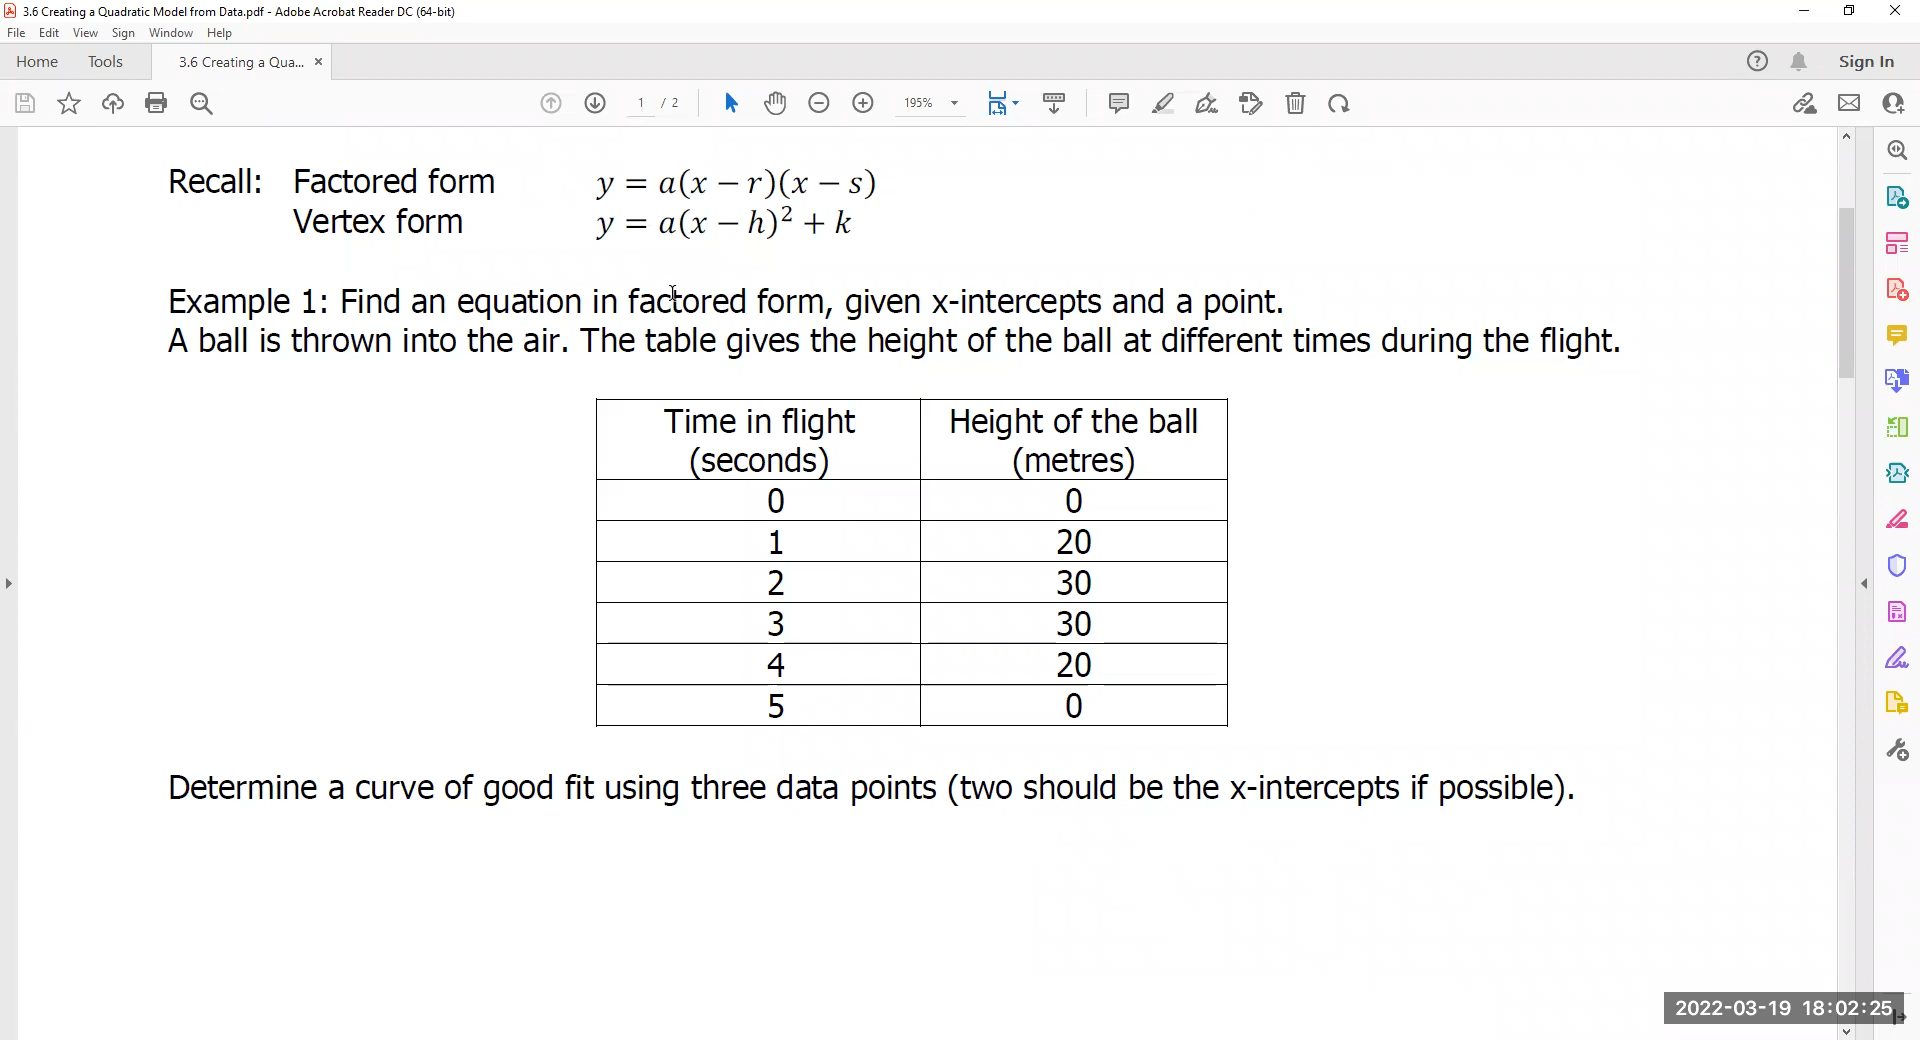 3.6 Creating a Quadratic Model from Data.pdf - Adobe Acrobat Reader DC (64-bit)
File Edit View Sign Window Help
Home Tools 3.6 Creating a Qua... × Sign In
1 / 2 195%
Recall: Factored form y = a(x − r)(x − s)
Vertex form y = a(x − h)² + k
Example 1: Find an equation in factored form, given x-intercepts and a point.
A ball is thrown into the air. The table gives the height of the ball at different times during the flight.
Time in flight Height of the ball
(seconds) (metres)
0 0
1 20
2 30
3 30
4 20
5 0
Determine a curve of good fit using three data points (two should be the x-intercepts if possible).
2022-03-19 18:02:25